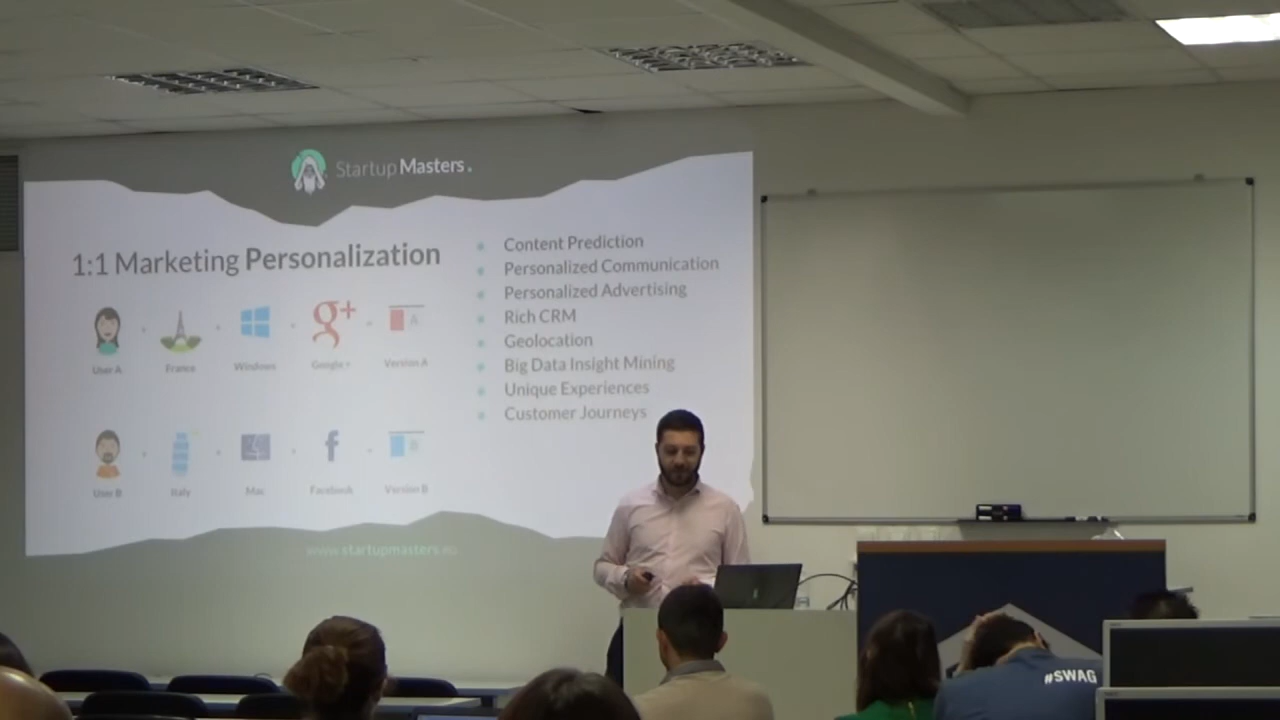 StartupMasters.
1:1 Marketing Personalization
User A
France
Windows
Google +
Version A
A
User B
Italy
Mac
Facebook
Version B
B
Content Prediction
Personalized Communication
Personalized Advertising
Rich CRM
Geolocation
Big Data Insight Mining
Unique Experiences
Customer Journeys
www.startupmasters.eu
#SWAG